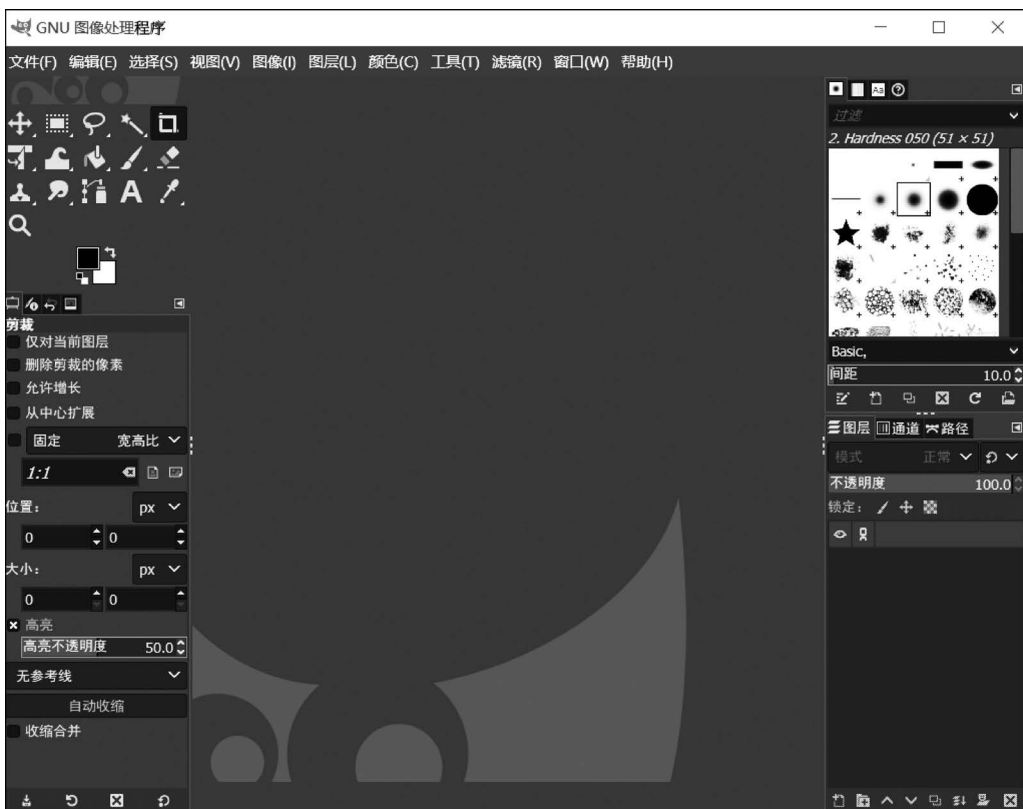 GNU 图像处理程序
文件(F) 编辑(E) 选择(S) 视图(V) 图像(I) 图层(L) 颜色(C) 工具(T) 滤镜(R) 窗口(W) 帮助(H)
剪裁
仅对当前图层
删除剪裁的像素
允许增长
从中心扩展
固定 宽高比
1:1
位置: px
0 0
大小: px
0 0
高亮
高亮不透明度 50.0
无参考线
自动收缩
收缩合并
Aa
过滤
2. Hardness 050 (51 × 51)
Basic,
间距 10.0
图层 通道 路径
模式 正常
不透明度 100.0
锁定: